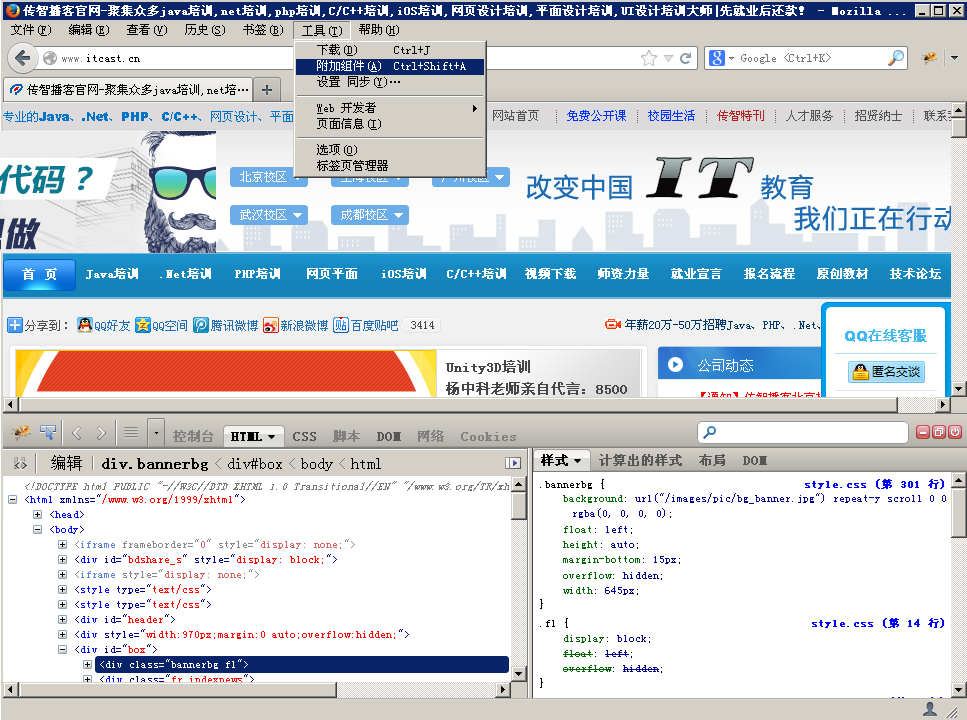 传智播客官网-聚集众多java培训,net培训,php培训,C/C++培训,iOS培训,网页设计培训,平面设计培训,UI设计培训大师|先就业后还款! - Mozilla ...
文件(F) 编辑(E) 查看(V) 历史(S) 书签(B) 工具(T) 帮助(H)
下载(D) Ctrl+J
附加组件(A) Ctrl+Shift+A
设置 同步(Y)…
Web 开发者
页面信息(I)
选项(O)
标签页管理器
www.itcast.cn
Google <Ctrl+K>
传智播客官网-聚集众多java培训,net培…
专业的Java、.Net、PHP、C/C++、网页设计、平面
网站首页 免费公开课 校园生活 传智特刊 人才服务 招贤纳士 联系
代码？
做
北京校区
武汉校区 成都校区
改变中国 IT 教育
我们正在行动
首 页 Java培训 .Net培训 PHP培训 网页平面 iOS培训 C/C++培训 视频下载 师资力量 就业宣言 报名流程 原创教材 技术论坛
分享到： QQ好友 QQ空间 腾讯微博 新浪微博 贴 百度贴吧 3414
年薪20万-50万招聘Java、PHP、.Net、
QQ在线客服
匿名交谈
Unity3D培训
杨中科老师亲自代言: 8500
公司动态
控制台 HTML CSS 脚本 DOM 网络 Cookies
编辑 div.bannerbg < div#box < body < html
<!DOCTYPE html PUBLIC "-//W3C//DTD XHTML 1.0 Transitional//EN" "/www.w3.org/TR/xh
<html xmlns="/www.w3.org/1999/xhtml">
<head>
<body>
<iframe frameborder="0" style="display: none;">
<div id="bdshare_s" style="display: block;">
<iframe style="display: none;">
<style type="text/css">
<style type="text/css">
<div id="header">
<div style="width:970px;margin:0 auto;overflow:hidden;">
<div id="box">
<div class="bannerbg fl">
<div class="fr indexnews">
样式 计算出的样式 布局 DOM
.bannerbg { style.css (第 301 行)
background: url("/images/pic/bg_banner.jpg") repeat-y scroll 0 0
rgba(0, 0, 0, 0);
float: left;
height: auto;
margin-bottom: 15px;
overflow: hidden;
width: 645px;
}
.fl { style.css (第 14 行)
display: block;
float: left;
overflow: hidden;
}